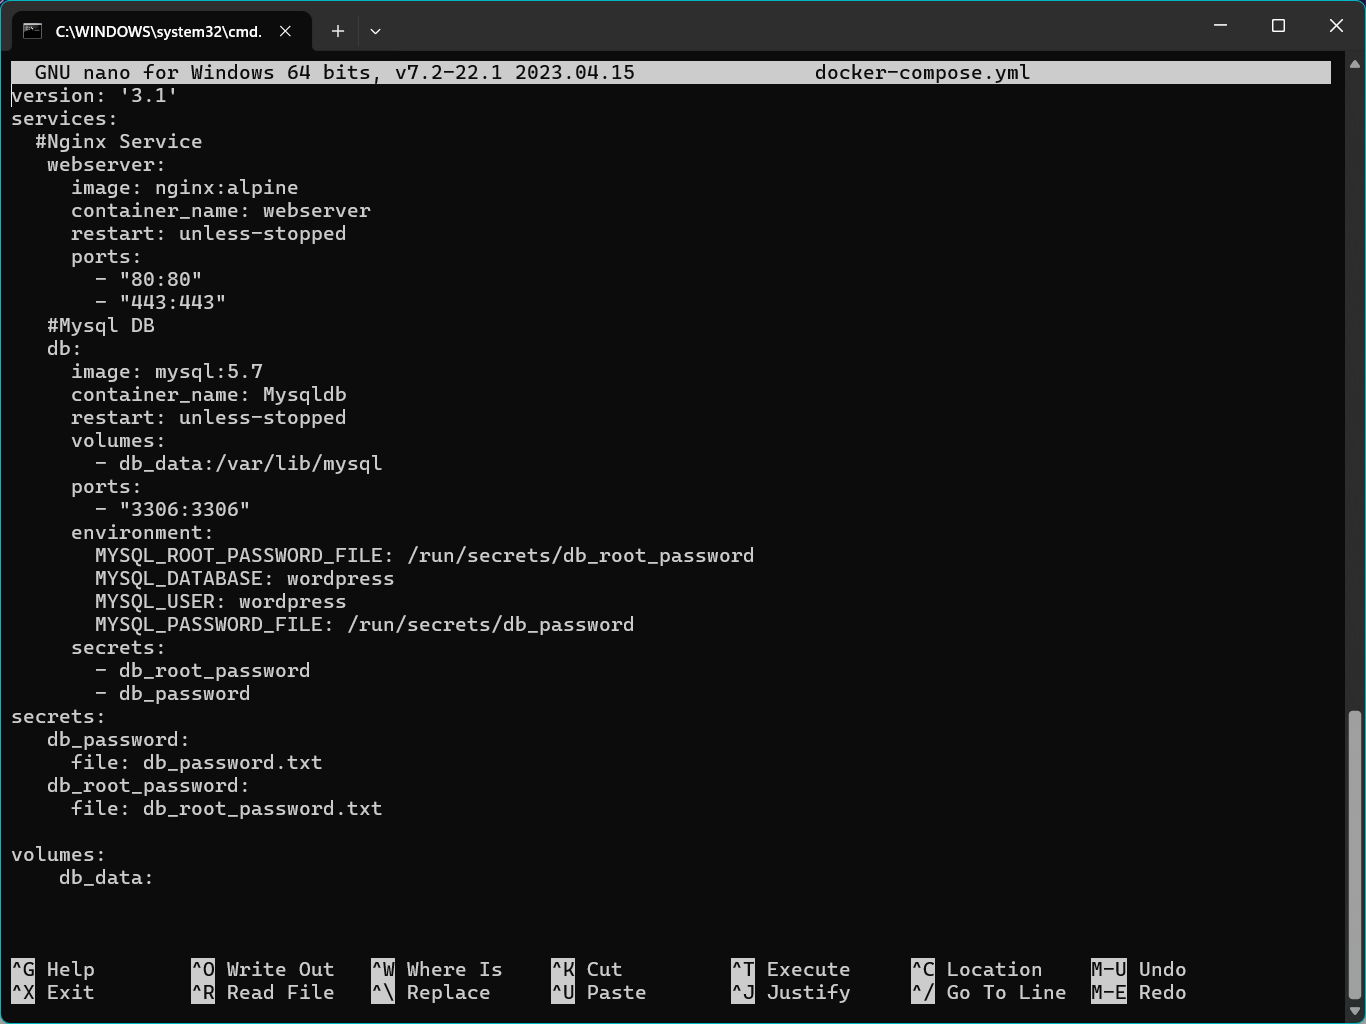 C:\WINDOWS\system32\cmd.
GNU nano for Windows 64 bits, v7.2-22.1 2023.04.15 docker-compose.yml
version: '3.1'
services:
  #Nginx Service
   webserver:
     image: nginx:alpine
     container_name: webserver
     restart: unless-stopped
     ports:
       - "80:80"
       - "443:443"
   #Mysql DB
   db:
     image: mysql:5.7
     container_name: Mysqldb
     restart: unless-stopped
     volumes:
       - db_data:/var/lib/mysql
     ports:
       - "3306:3306"
     environment:
       MYSQL_ROOT_PASSWORD_FILE: /run/secrets/db_root_password
       MYSQL_DATABASE: wordpress
       MYSQL_USER: wordpress
       MYSQL_PASSWORD_FILE: /run/secrets/db_password
     secrets:
       - db_root_password
       - db_password
secrets:
   db_password:
     file: db_password.txt
   db_root_password:
     file: db_root_password.txt

volumes:
    db_data:

^G Help ^O Write Out ^W Where Is ^K Cut ^T Execute ^C Location M-U Undo
^X Exit ^R Read File ^\ Replace ^U Paste ^J Justify ^/ Go To Line M-E Redo